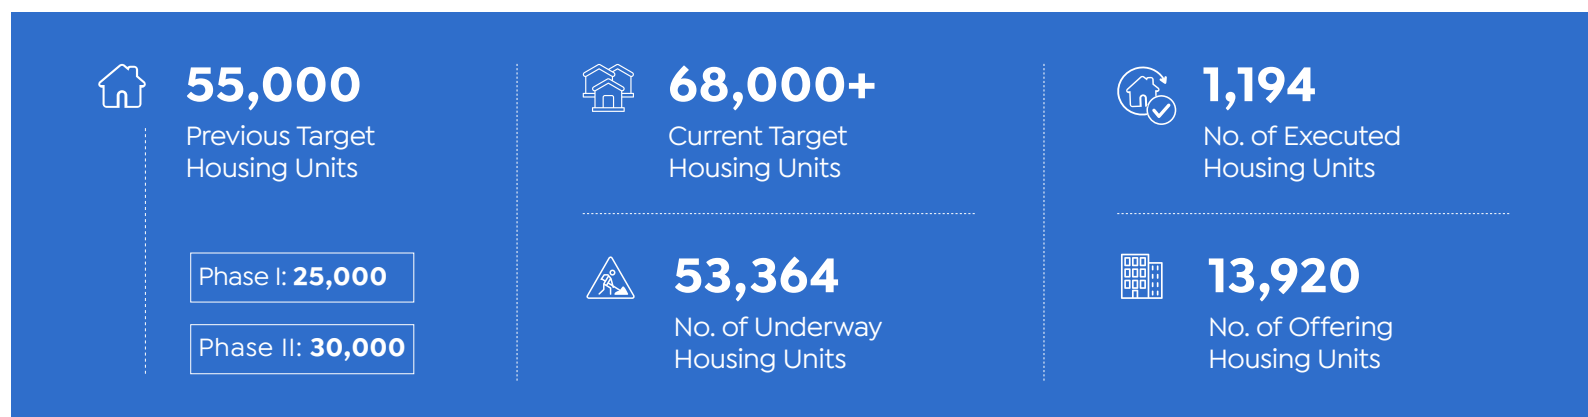 55,000
Previous Target
Housing Units
Phase I: 25,000
Phase II: 30,000
68,000+
Current Target
Housing Units
53,364
No. of Underway
Housing Units
1,194
No. of Executed
Housing Units
13,920
No. of Offering
Housing Units